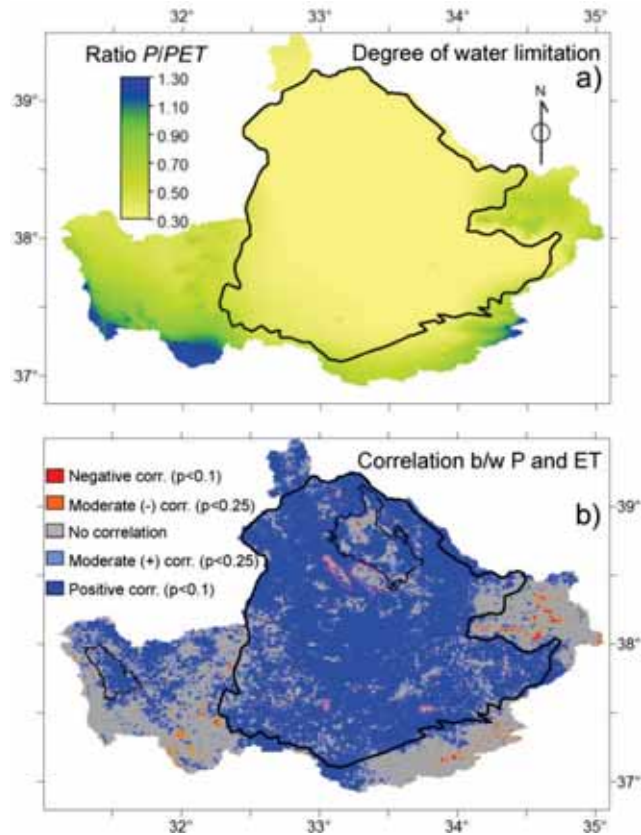 32° 33° 34° 35°
Ratio P/PET
Degree of water limitation
a)
N
1.30
1.10
0.90
0.70
0.50
0.30
39°
38°
37°
Correlation b/w P and ET
b)
Negative corr. (p<0.1)
Moderate (-) corr. (p<0.25)
No correlation
Moderate (+) corr. (p<0.25)
Positive corr. (p<0.1)
39°
38°
37°
32° 33° 34° 35°